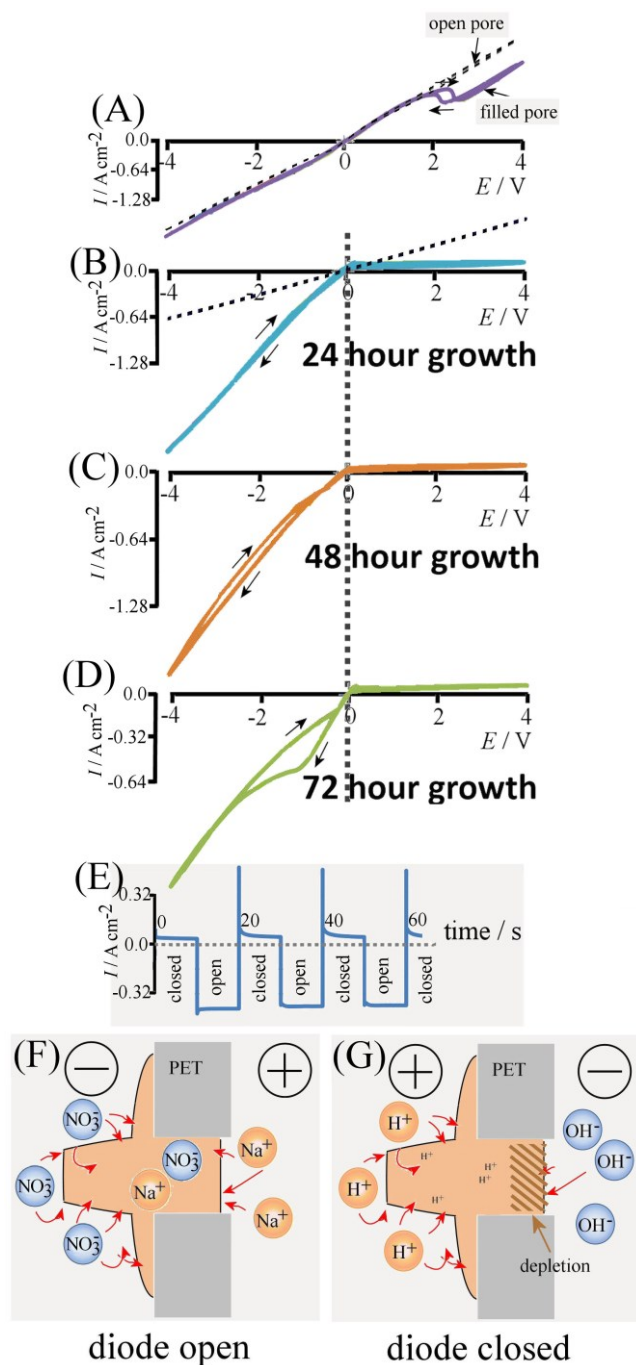 open pore
(A)
filled pore
I / A cm-2
0.0
-0.64
-1.28
-4
-2
0
2
4
E / V
(B)
I / A cm-2
0.0
-0.64
-1.28
-4
-2
0
2
4
E / V
24 hour growth
(C)
I / A cm-2
0.0
-0.64
-1.28
-4
-2
0
2
4
E / V
48 hour growth
(D)
I / A cm-2
0.0
-0.32
-0.64
-4
-2
0
2
4
E / V
72 hour growth
(E)
I / A cm-2
0.32
0.0
-0.32
0
20
40
60
time / s
closed
open
closed
open
closed
open
closed
(F)
−
PET
+
NO3-
NO3-
NO3-
NO3-
Na+
Na+
Na+
diode open
(G)
+
PET
−
H+
H+
H+
H+
H+
H+
H+
OH-
OH-
OH-
depletion
diode closed